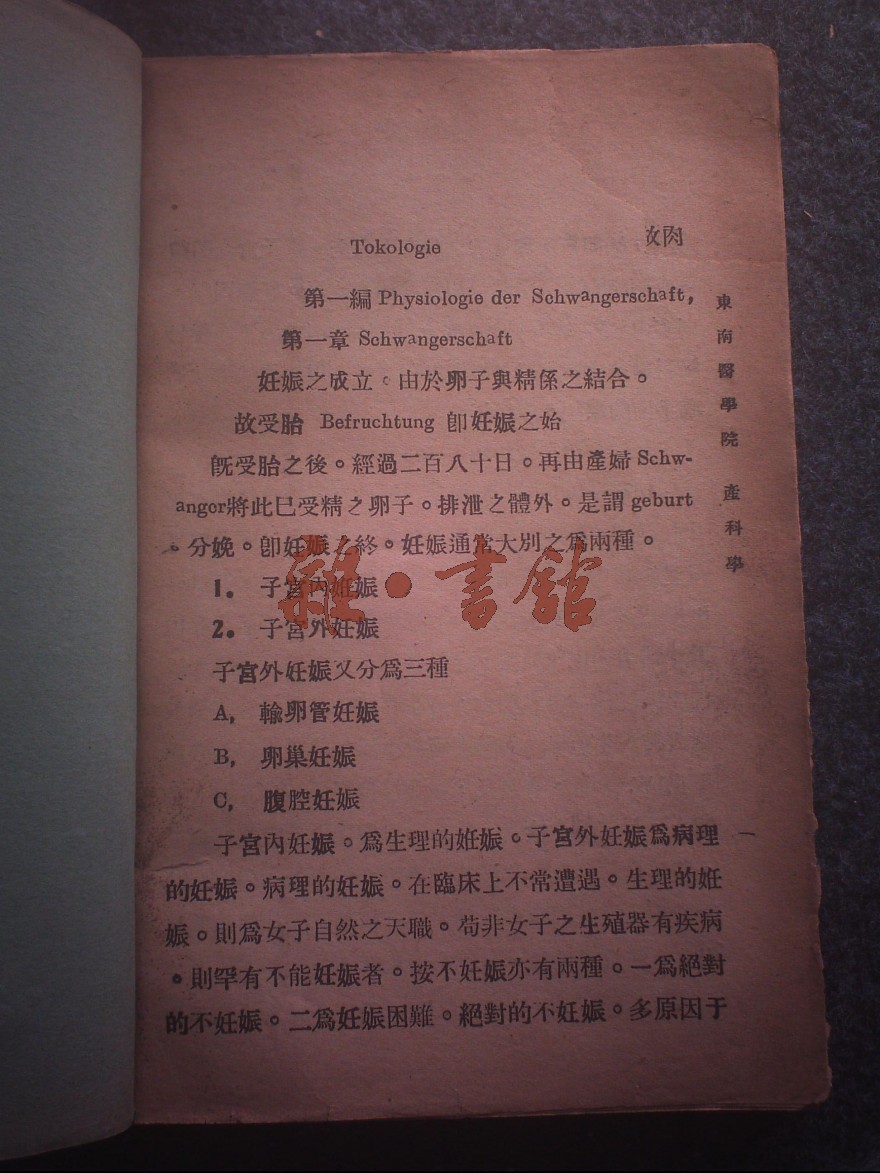 Tokologie
第一編 Physiologie der Schwangerschaft,
第一章 Schwangerschaft
妊娠之成立。由於卵子與精係之結合。
故受胎 Befruchtung 卽妊娠之始
旣受胎之後。經過二百八十日。再由產婦 Schw-
anger將此巳受精之卵子。排泄之體外。是謂 geburt
。分娩。卽妊娠之終。妊娠通常大別之爲兩種。
1. 子宮內妊娠
2. 子宮外妊娠
子宮外妊娠又分爲三種
A, 輸卵管妊娠
B, 卵巢妊娠
C, 腹腔妊娠
子宮內妊娠。爲生理的妊娠。子宮外妊娠爲病理
的妊娠。病理的妊娠。在臨床上不常遭遇。生理的妊
娠。則爲女子自然之天職。苟非女子之生殖器有疾病
。則罕有不能妊娠者。按不妊娠亦有兩種。一爲絕對
的不妊娠。二爲妊娠困難。絕對的不妊娠。多原因于
東南醫學院 產科學
一
雜·書館